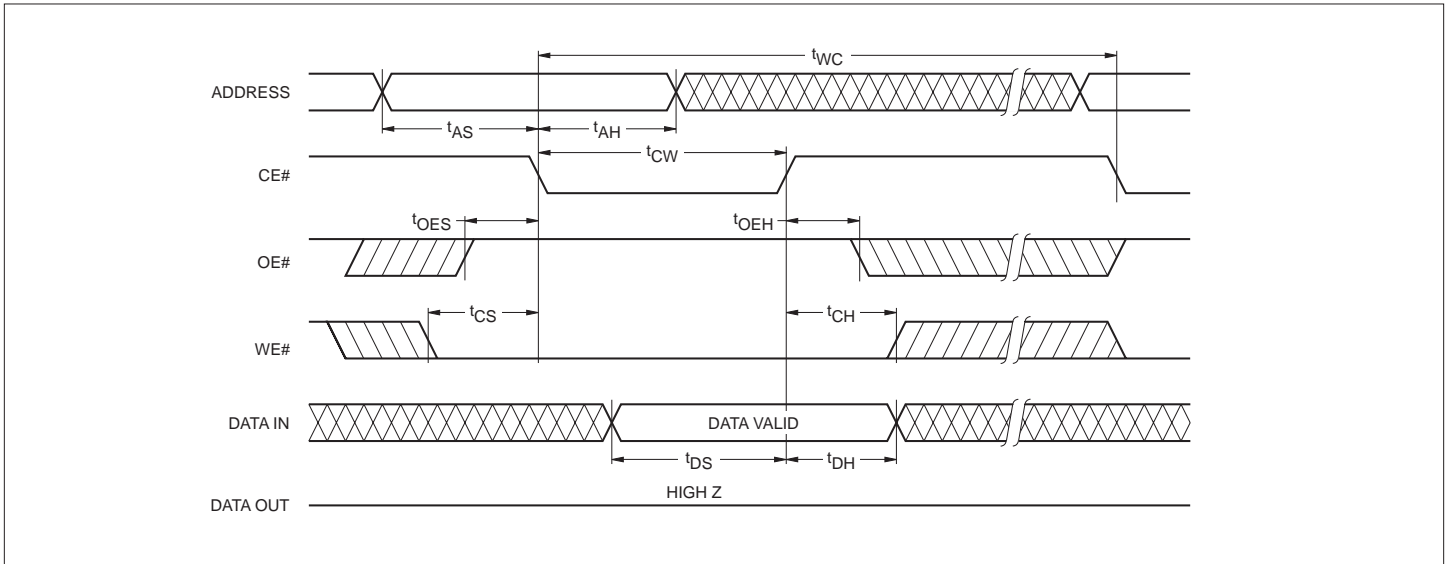 tWC
ADDRESS
tAS
tAH
tCW
CE#
tOES
tOEH
OE#
tCS
tCH
WE#
DATA IN
DATA VALID
tDS
tDH
HIGH Z
DATA OUT